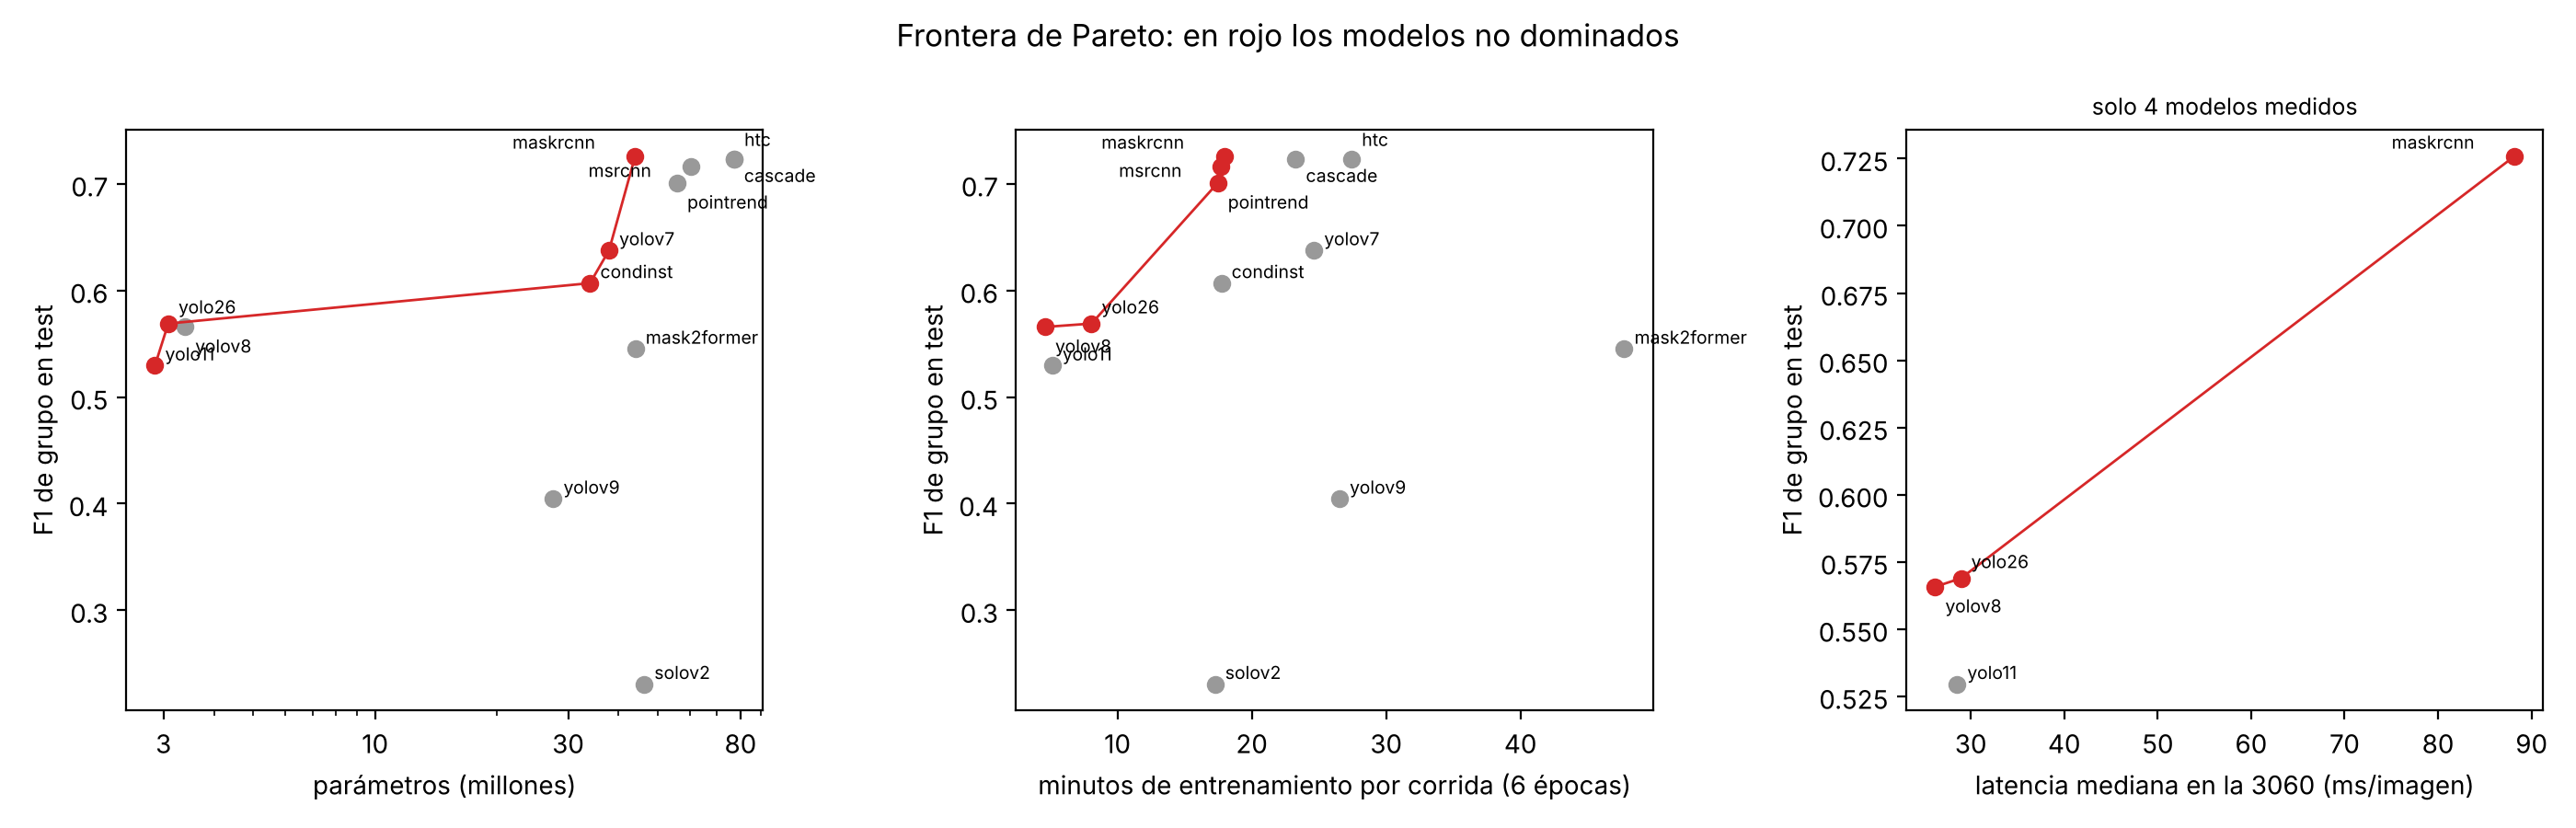 Frontera de Pareto: en rojo los modelos no dominados
F1 de grupo en test
0.7
0.6
0.5
0.4
0.3
maskrcnn
htc
msrcnn
cascade
pointrend
yolov7
condinst
yolo26
yolo11
yolov8
mask2former
yolov9
solov2
3
10
30
80
parámetros (millones)
F1 de grupo en test
0.7
0.6
0.5
0.4
0.3
maskrcnn
htc
msrcnn
cascade
pointrend
yolov7
condinst
yolo26
yolov8
yolo11
mask2former
yolov9
solov2
10
20
30
40
minutos de entrenamiento por corrida (6 épocas)
solo 4 modelos medidos
F1 de grupo en test
0.725
0.700
0.675
0.650
0.625
0.600
0.575
0.550
0.525
maskrcnn
yolo26
yolov8
yolo11
30
40
50
60
70
80
90
latencia mediana en la 3060 (ms/imagen)